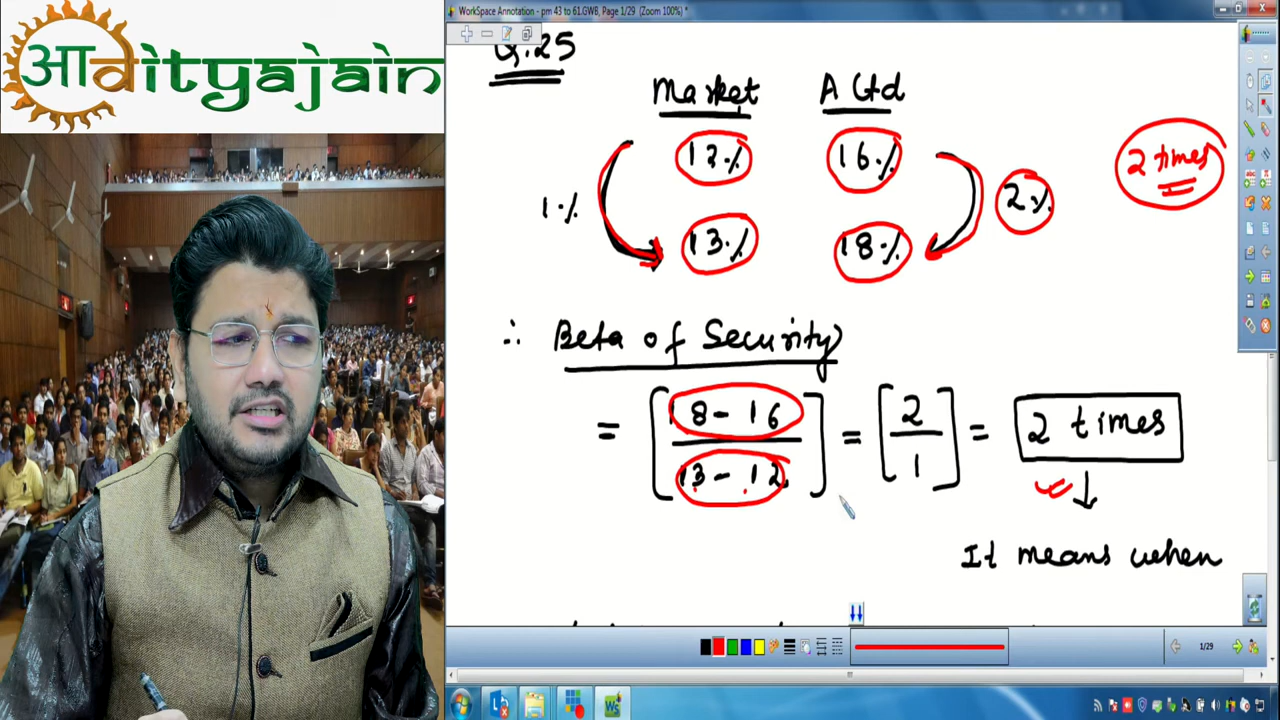 आdityajain
WorkSpace Annotation - pm 43 to 61.GWB, Page 1/29 (Zoom 100%) *
Q.25
Market A Ltd
12% 16%
2 times
1% 2%
13% 18%
∴ Beta of Security
= [18 - 16 / 13 - 12] = [2 / 1] = 2 times
It means when
1/29